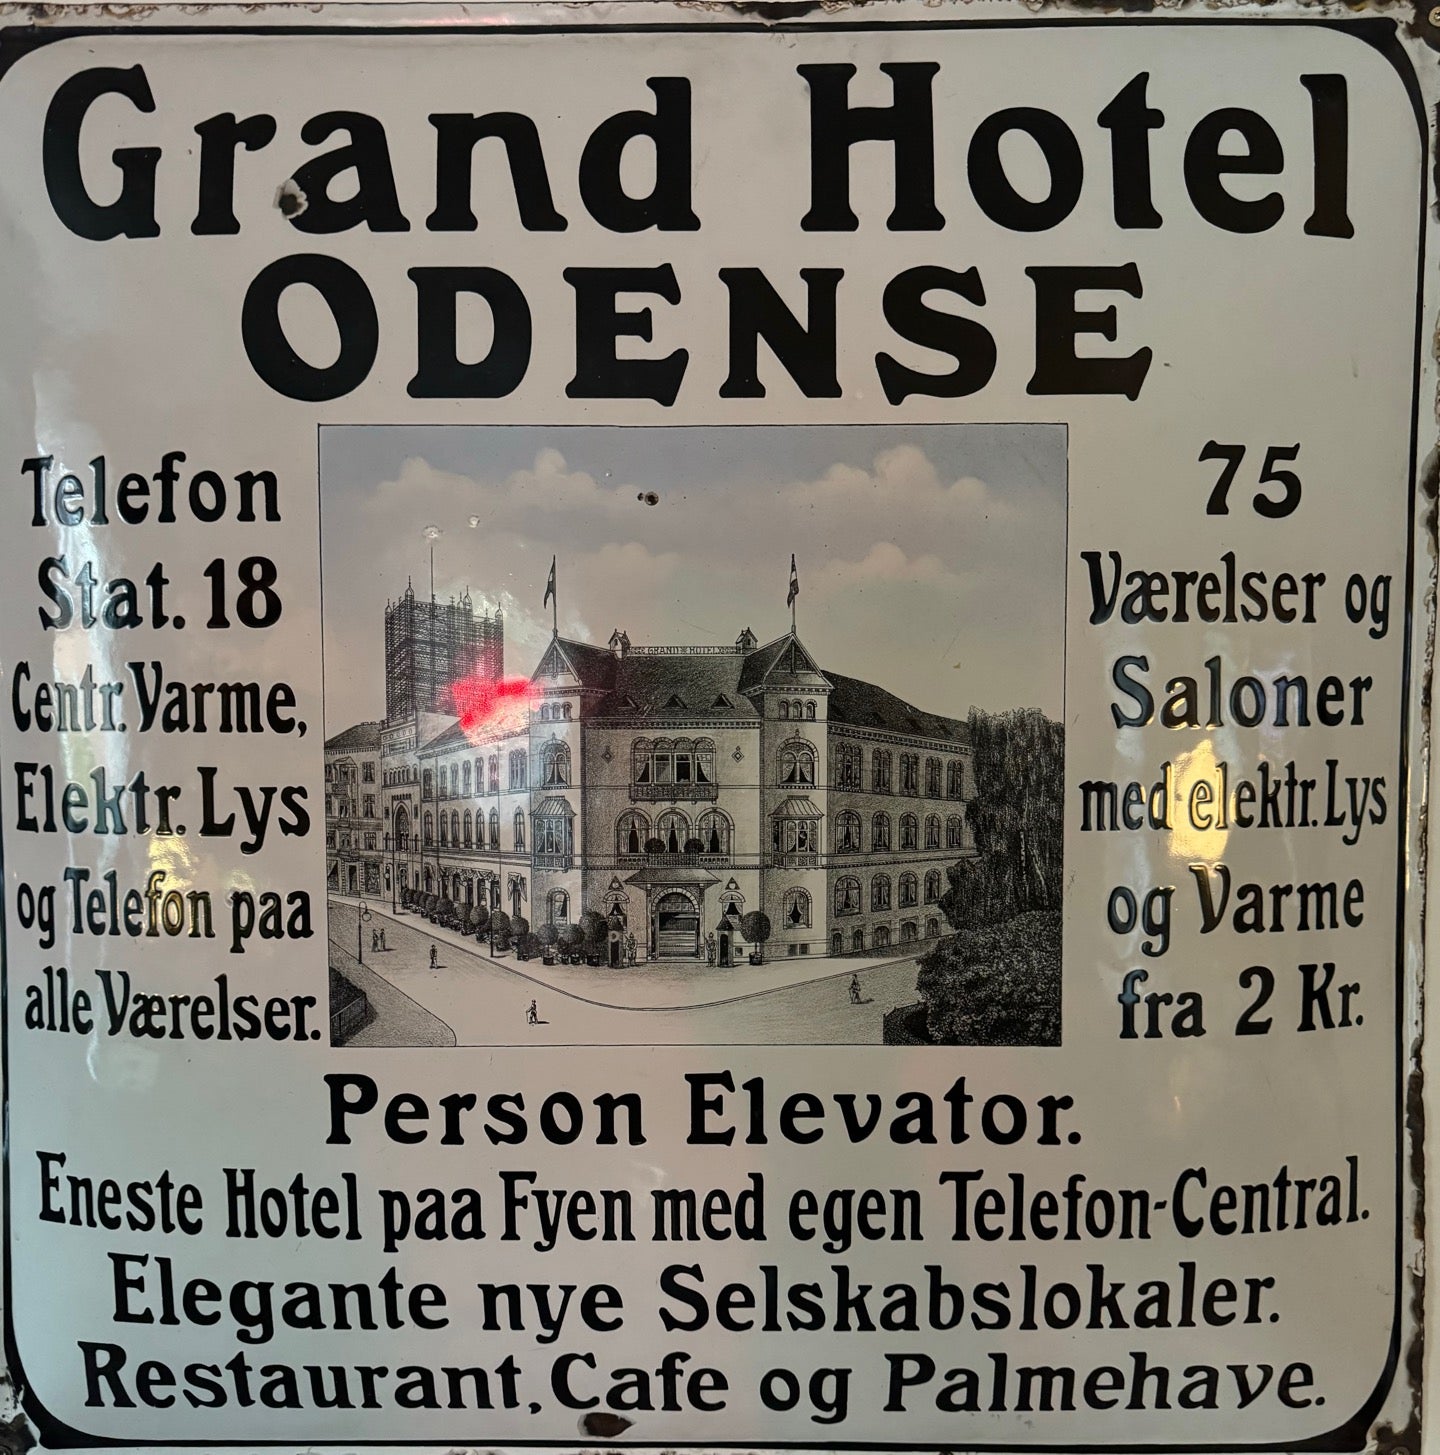 Grand Hotel
ODENSE
Telefon
Stat. 18
Centr. Varme,
Elektr. Lys
og Telefon paa
alle Værelser.
GRAND HOTEL
75
Værelser og
Saloner
med elektr. Lys
og Varme
fra 2 Kr.
Person Elevator.
Eneste Hotel paa Fyen med egen Telefon-Central.
Elegante nye Selskabslokaler.
Restaurant, Cafe og Palmehave.